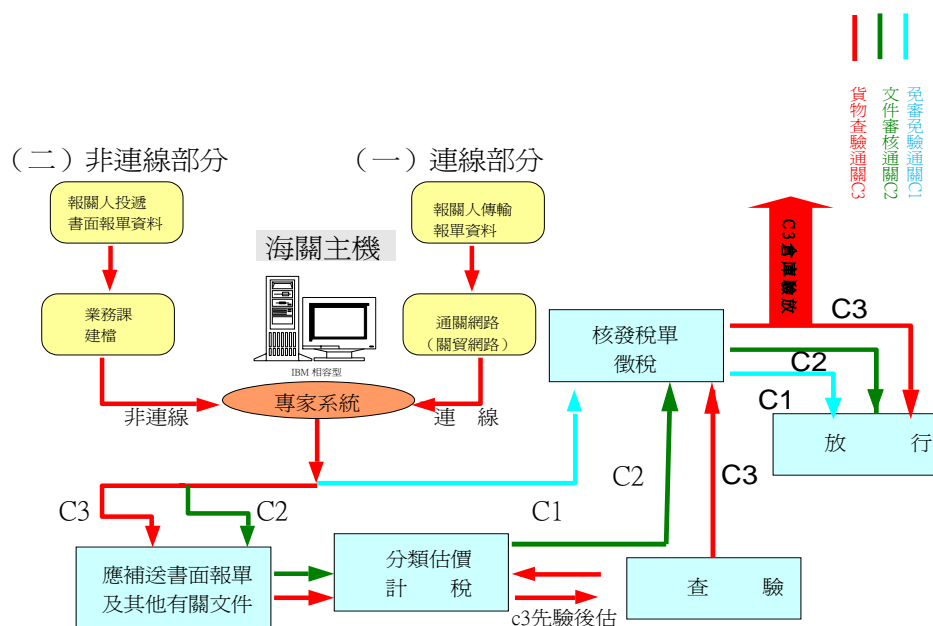 貨物查驗通關C3
文件審核通關C2
免審免驗通關C1
（二）非連線部分
（一）連線部分
報關人投遞
書面報單資料
報關人傳輸
報單資料
海關主機
業務課
建檔
通關網路
（關貿網路）
IBM 相容型
專家系統
非連線
連　線
核發稅單
徵稅
C3倉庫驗放
C3
C2
C1
放　　行
C3
C2
C1
C2
C3
應補送書面報單
及其他有關文件
分類估價
計　稅
查　　驗
c3先驗後估